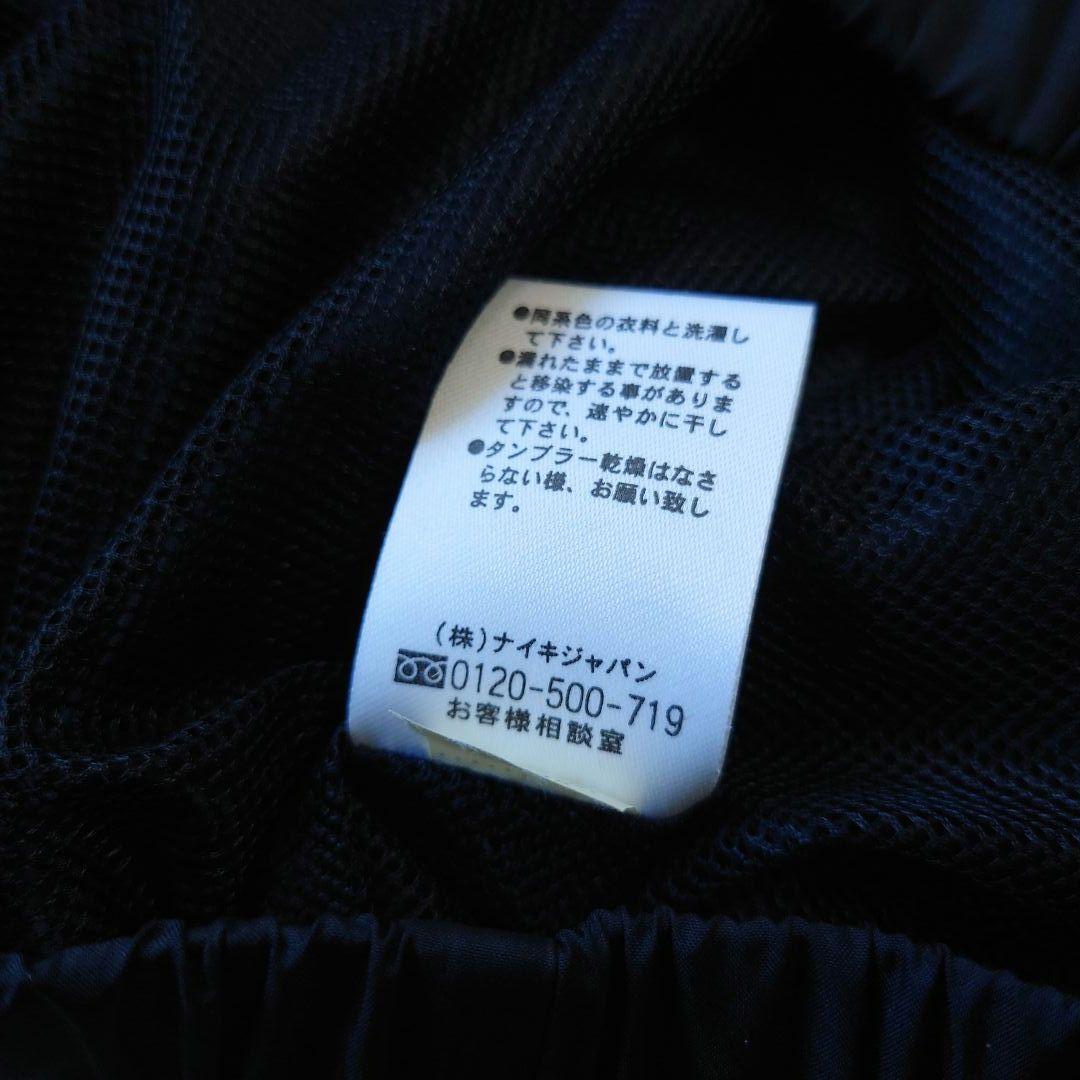 ●同系色の衣料と洗濯し
て下さい。
●濡れたままで放置する
と移染する事がありま
すので、速やかに干し
て下さい。
●タンブラー乾燥はなさ
らない様、お願い致し
ます。
(株)ナイキジャパン
0120-500-719
お客様相談室